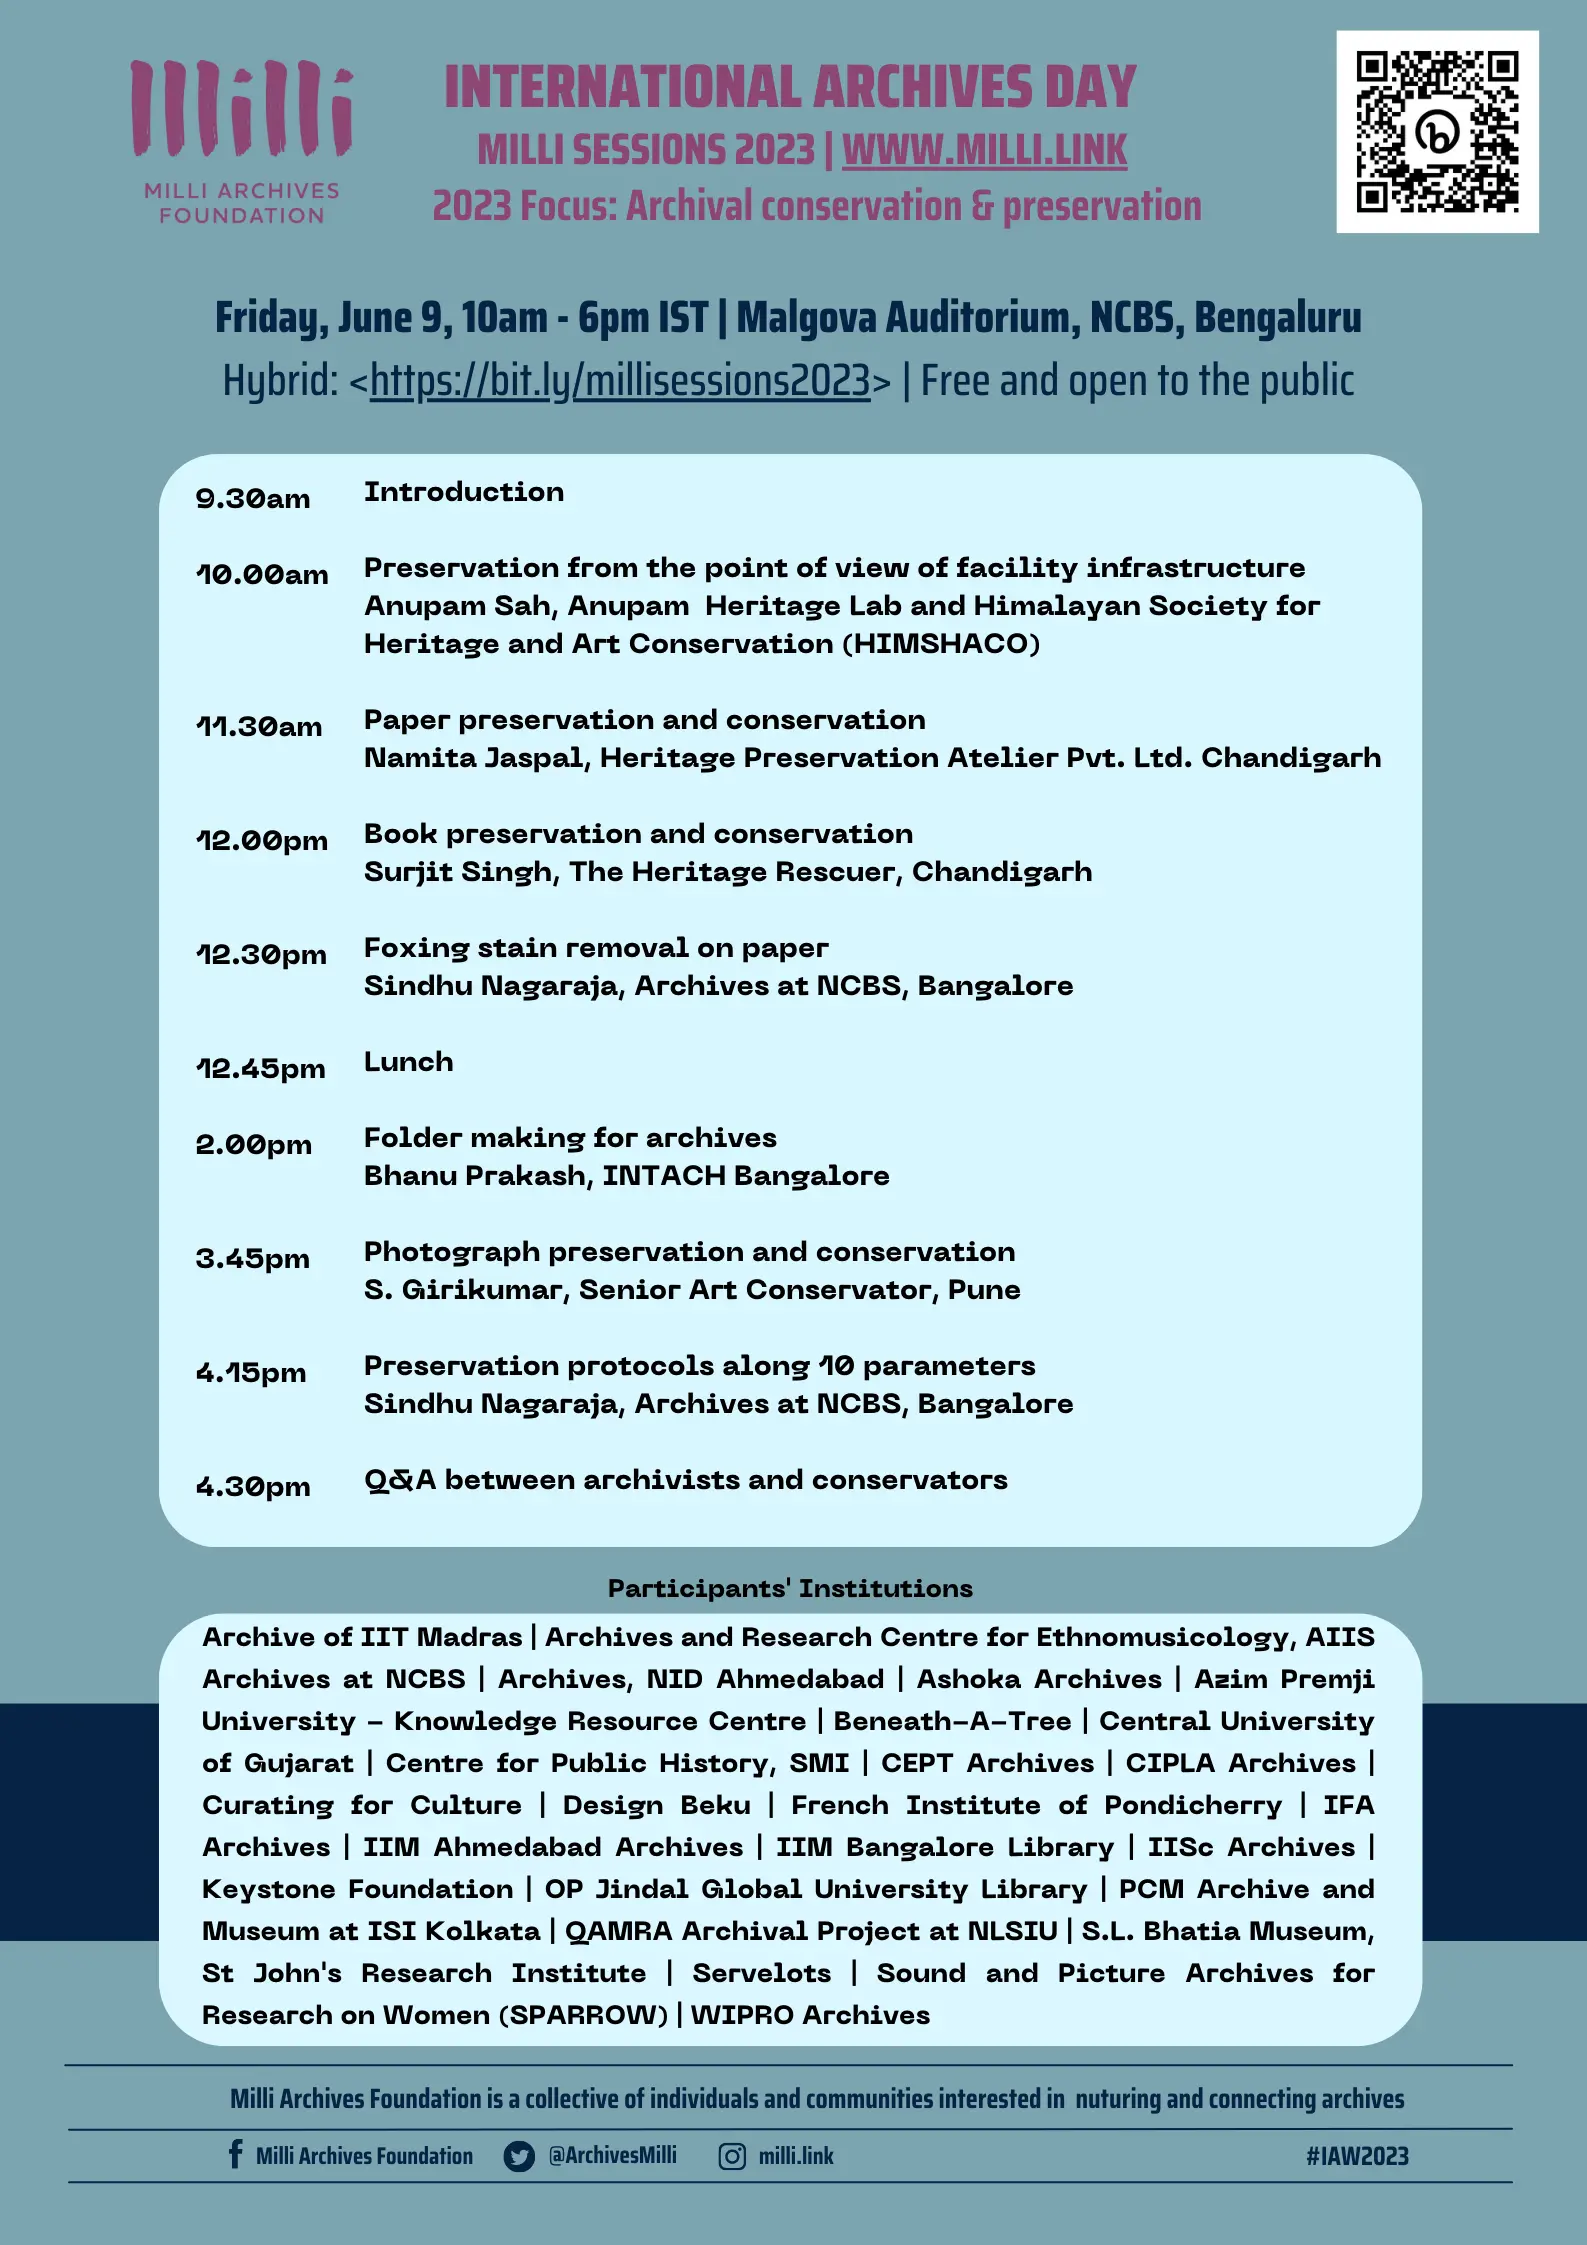 milli
MILLI ARCHIVES
FOUNDATION
INTERNATIONAL ARCHIVES DAY
MILLI SESSIONS 2023 | WWW.MILLI.LINK
2023 Focus: Archival conservation & preservation
Friday, June 9, 10am - 6pm IST | Malgova Auditorium, NCBS, Bengaluru
Hybrid: <https://bit.ly/millisessions2023> | Free and open to the public
9.30am Introduction
10.00am Preservation from the point of view of facility infrastructure
Anupam Sah, Anupam Heritage Lab and Himalayan Society for
Heritage and Art Conservation (HIMSHACO)
11.30am Paper preservation and conservation
Namita Jaspal, Heritage Preservation Atelier Pvt. Ltd. Chandigarh
12.00pm Book preservation and conservation
Surjit Singh, The Heritage Rescuer, Chandigarh
12.30pm Foxing stain removal on paper
Sindhu Nagaraja, Archives at NCBS, Bangalore
12.45pm Lunch
2.00pm Folder making for archives
Bhanu Prakash, INTACH Bangalore
3.45pm Photograph preservation and conservation
S. Girikumar, Senior Art Conservator, Pune
4.15pm Preservation protocols along 10 parameters
Sindhu Nagaraja, Archives at NCBS, Bangalore
4.30pm Q&A between archivists and conservators
Participants' Institutions
Archive of IIT Madras | Archives and Research Centre for Ethnomusicology, AIIS
Archives at NCBS | Archives, NID Ahmedabad | Ashoka Archives | Azim Premji
University - Knowledge Resource Centre | Beneath-A-Tree | Central University
of Gujarat | Centre for Public History, SMI | CEPT Archives | CIPLA Archives |
Curating for Culture | Design Beku | French Institute of Pondicherry | IFA
Archives | IIM Ahmedabad Archives | IIM Bangalore Library | IISc Archives |
Keystone Foundation | OP Jindal Global University Library | PCM Archive and
Museum at ISI Kolkata | QAMRA Archival Project at NLSIU | S.L. Bhatia Museum,
St John's Research Institute | Servelots | Sound and Picture Archives for
Research on Women (SPARROW) | WIPRO Archives
Milli Archives Foundation is a collective of individuals and communities interested in nuturing and connecting archives
Milli Archives Foundation @ArchivesMilli milli.link #IAW2023